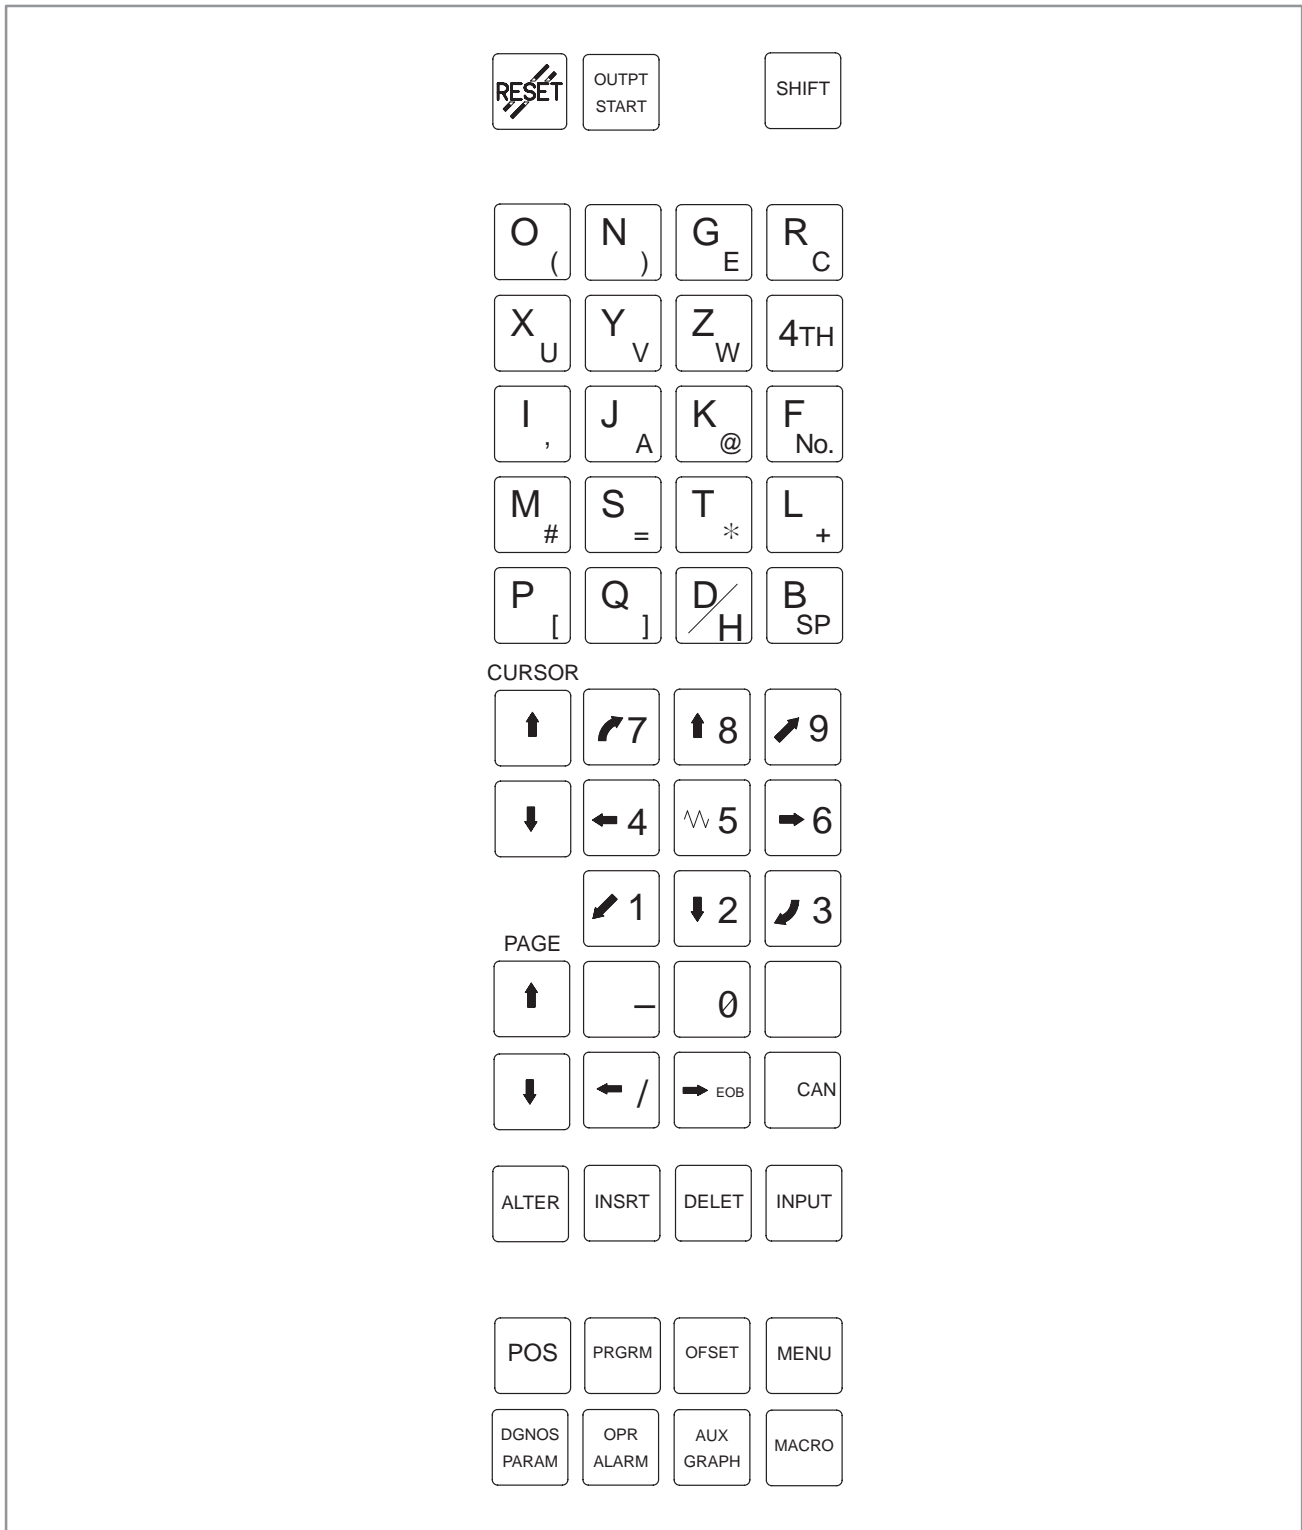 RESET
OUTPT
START
SHIFT
O (
N )
G E
R C
X U
Y V
Z W
4TH
I ,
J A
K @
F No.
M #
S =
T *
L +
P [
Q ]
D/H
B SP
CURSOR
7
8
9
4
5
6
1
2
3
PAGE
–
0
/
EOB
CAN
ALTER
INSRT
DELET
INPUT
POS
PRGRM
OFSET
MENU
DGNOS
PARAM
OPR
ALARM
AUX
GRAPH
MACRO